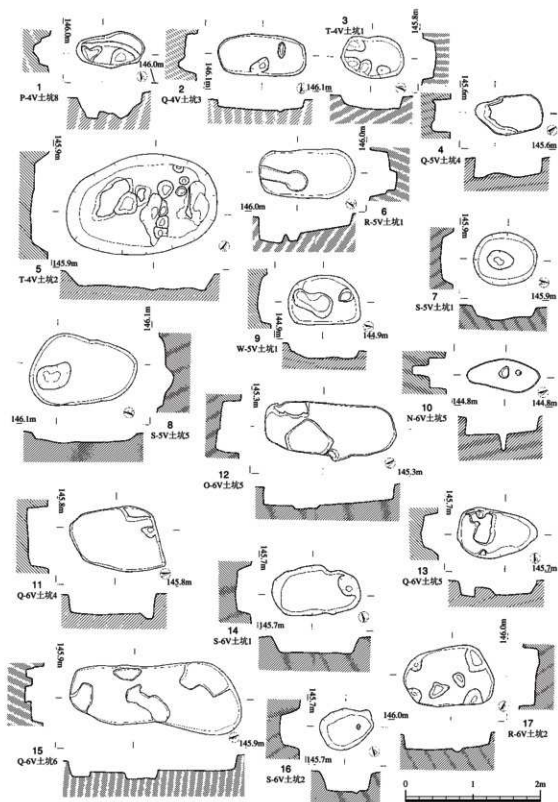 146.0m
146.0m
1
P-4V土坑8
146.1m
146.1m
2
Q-4V土坑3
3
T-4V土坑1
145.8m
145.6m
145.6m
4
Q-5V土坑4
145.9m
145.9m
5
T-4V土坑2
146.0m
146.0m
6
R-5V土坑1
145.9m
145.9m
7
S-5V土坑1
146.1m
146.1m
8
S-5V土坑5
9
W-5V土坑1
144.9m
144.9m
10
N-6V土坑5
144.8m
144.8m
145.3m
145.3m
12
O-6V土坑5
145.8m
145.8m
11
Q-6V土坑4
145.7m
145.7m
13
Q-6V土坑5
145.7m
145.7m
14
S-6V土坑1
145.9m
145.9m
15
Q-6V土坑6
145.7m
145.7m
16
S-6V土坑2
146.0m
146.0m
17
R-6V土坑2
0 1 2m